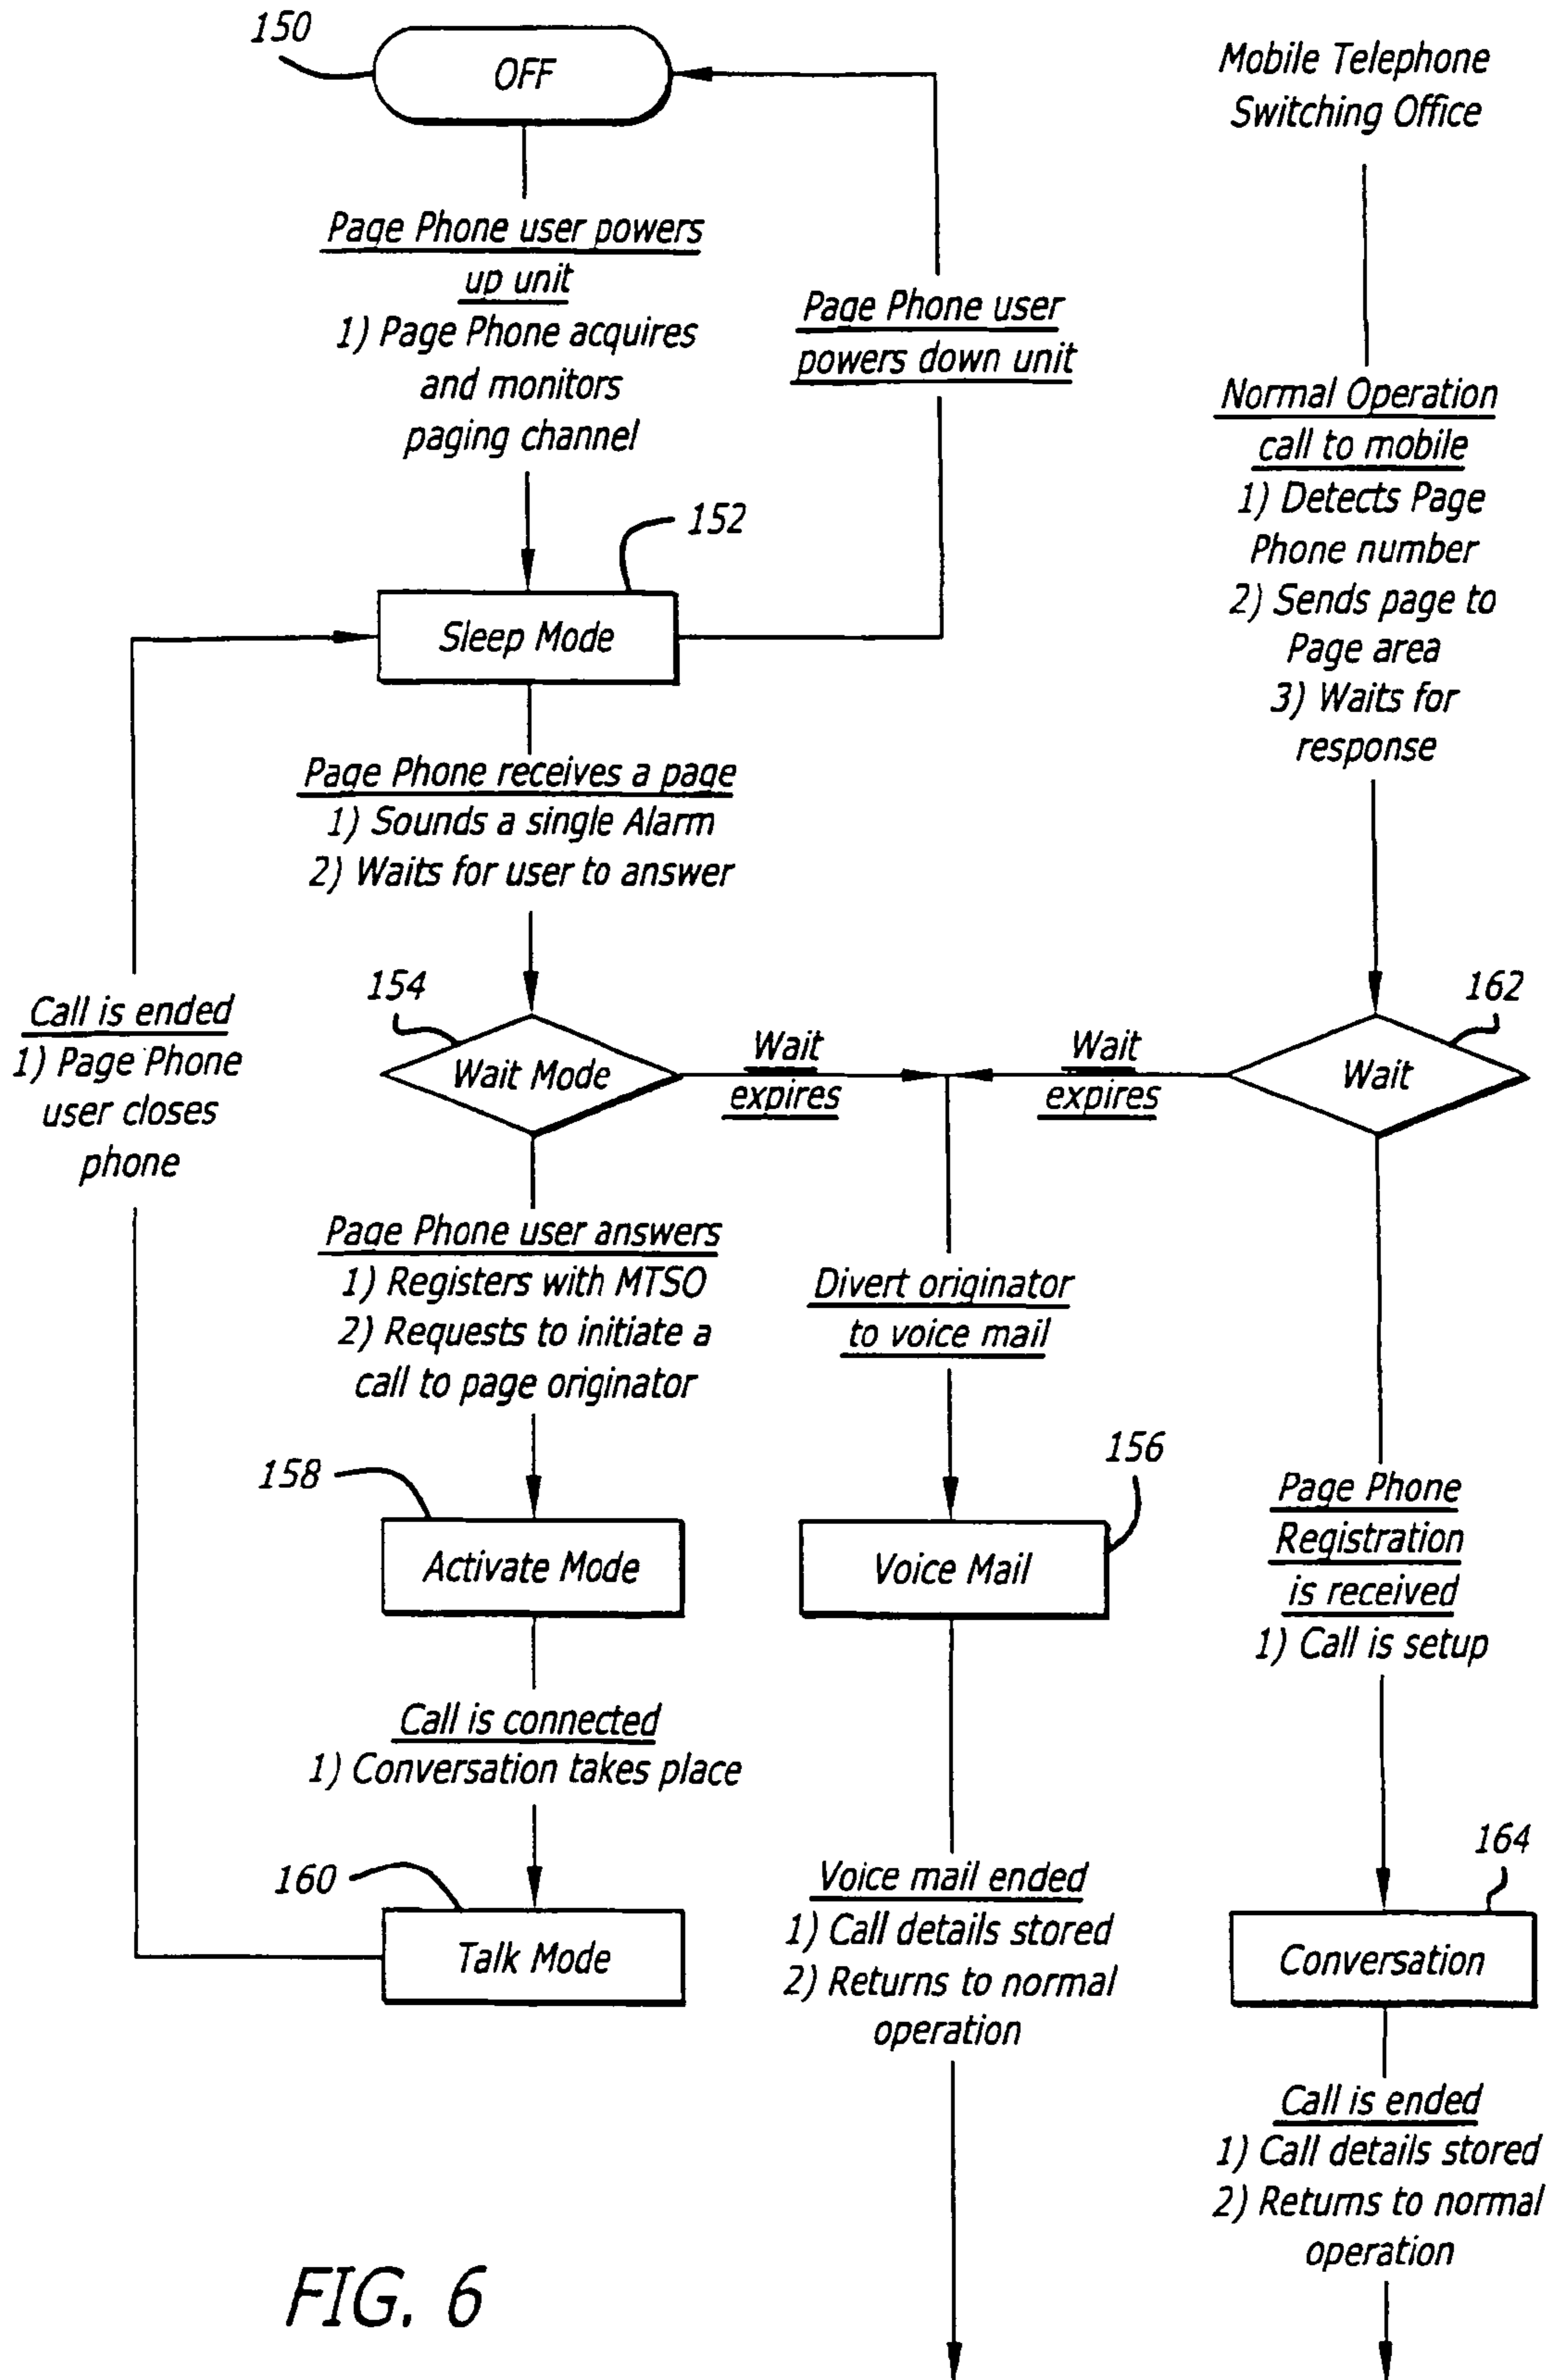 150
OFF
Mobile Telephone
Switching Office
Page Phone user powers
up unit
1) Page Phone acquires
and monitors
paging channel
Page Phone user
powers down unit
Normal Operation
call to mobile
1) Detects Page
Phone number
2) Sends page to
Page area
3) Waits for
response
152
Sleep Mode
Page Phone receives a page
1) Sounds a single Alarm
2) Waits for user to answer
Call is ended
1) Page Phone
user closes
phone
154
Wait Mode
Wait
expires
Wait
expires
162
Wait
Page Phone user answers
1) Registers with MTSO
2) Requests to initiate a
call to page originator
Divert originator
to voice mail
158
Activate Mode
156
Voice Mail
Page Phone
Registration
is received
1) Call is setup
Call is connected
1) Conversation takes place
160
Talk Mode
Voice mail ended
1) Call details stored
2) Returns to normal
operation
164
Conversation
Call is ended
1) Call details stored
2) Returns to normal
operation
FIG. 6